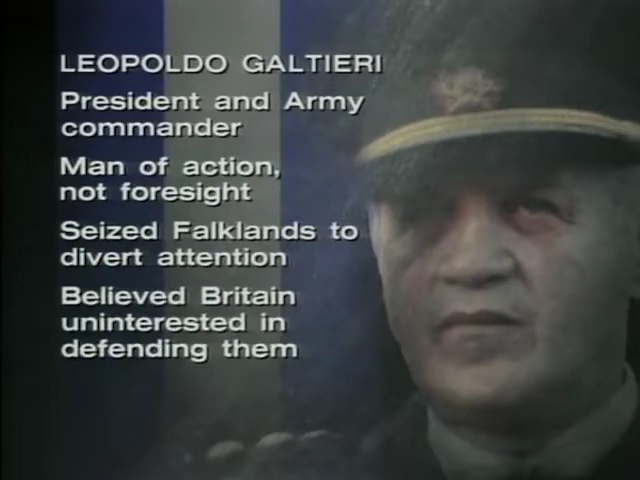 LEOPOLDO GALTIERI
President and Army
commander
Man of action,
not foresight
Seized Falklands to
divert attention
Believed Britain
uninterested in
defending them